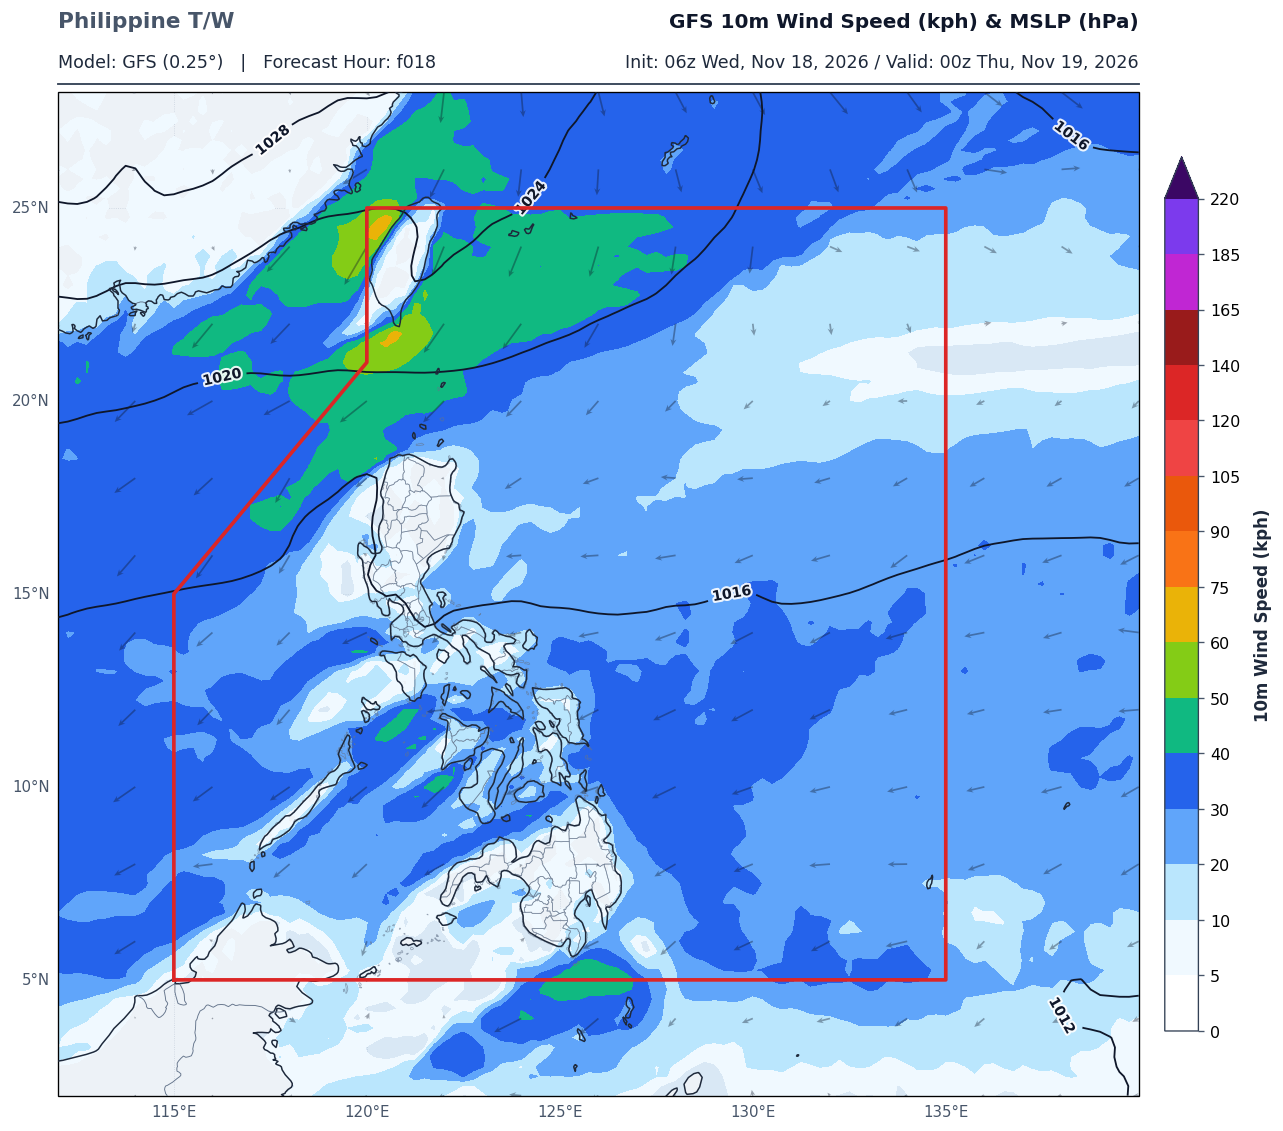 Philippine T/W
GFS 10m Wind Speed (kph) & MSLP (hPa)
Model: GFS (0.25°) | Forecast Hour: f018
Init: 06z Wed, Nov 18, 2026 / Valid: 00z Thu, Nov 19, 2026
1028
1016
1024
1020
1016
1012
25°N
20°N
15°N
10°N
5°N
115°E
120°E
125°E
130°E
135°E
220
185
165
140
120
105
90
75
60
50
40
30
20
10
5
0
10m Wind Speed (kph)